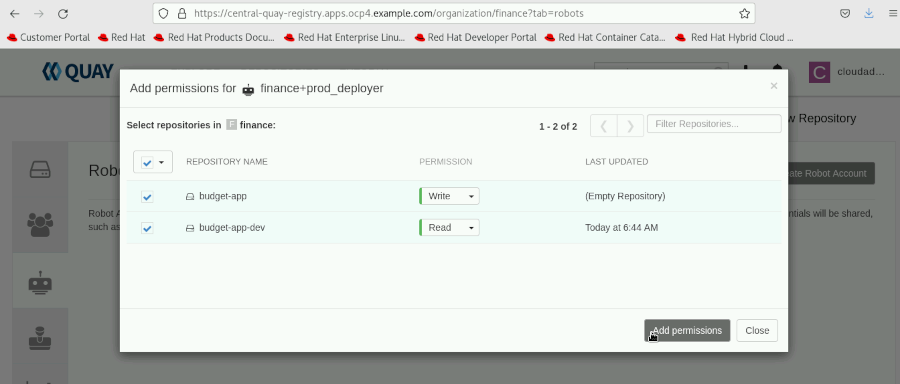 https://central-quay-registry.apps.ocp4.example.com/organization/finance?tab=robots
Customer Portal Red Hat Red Hat Products Docu... Red Hat Enterprise Linu... Red Hat Developer Portal Red Hat Container Cata... Red Hat Hybrid Cloud ...
QUAY C cloudad...
Add permissions for finance+prod_deployer ×
Select repositories in F finance: 1 - 2 of 2 Filter Repositories...
Repository
REPOSITORY NAME PERMISSION LAST UPDATED
budget-app Write (Empty Repository)
budget-app-dev Read Today at 6:44 AM
Robot Account
Robot
such as
ntials will be shared,
Add permissions Close